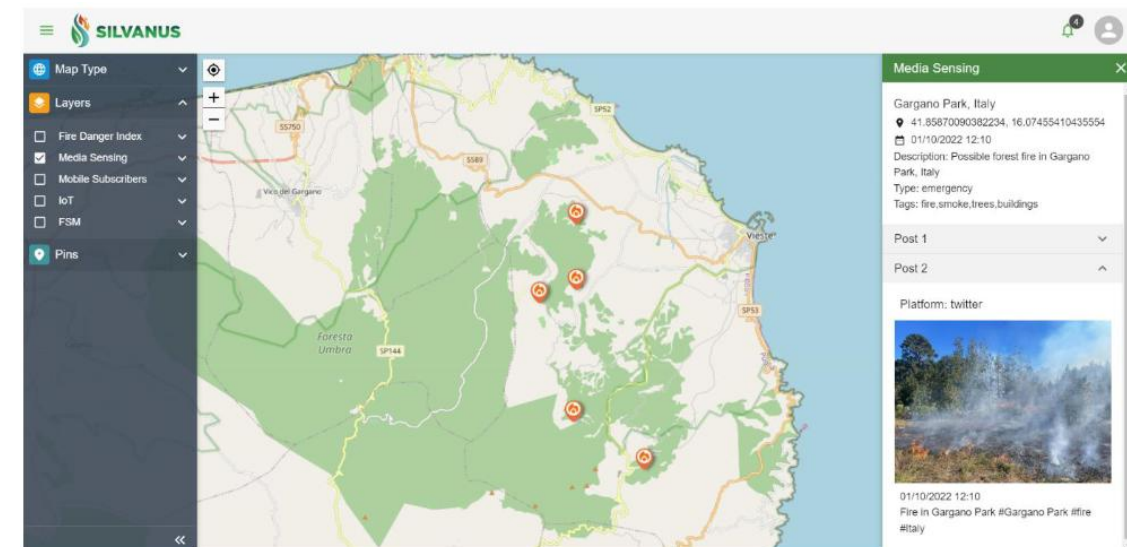 SILVANUS
4
Map Type
Layers
Fire Danger Index
Media Sensing
Mobile Subscribers
IoT
FSM
Pins
+
−
SS750
SP52
SS89
Vico del Gargano
Vieste
SP53
Foresta
Umbra
SP144
Media Sensing
Gargano Park, Italy
41.85870090382234, 16.07455410435554
01/10/2022 12:10
Description: Possible forest fire in Gargano
Park, Italy
Type: emergency
Tags: fire,smoke,trees,buildings
Post 1
Post 2
Platform: twitter
01/10/2022 12:10
Fire in Gargano Park #Gargano Park #fire
#Italy